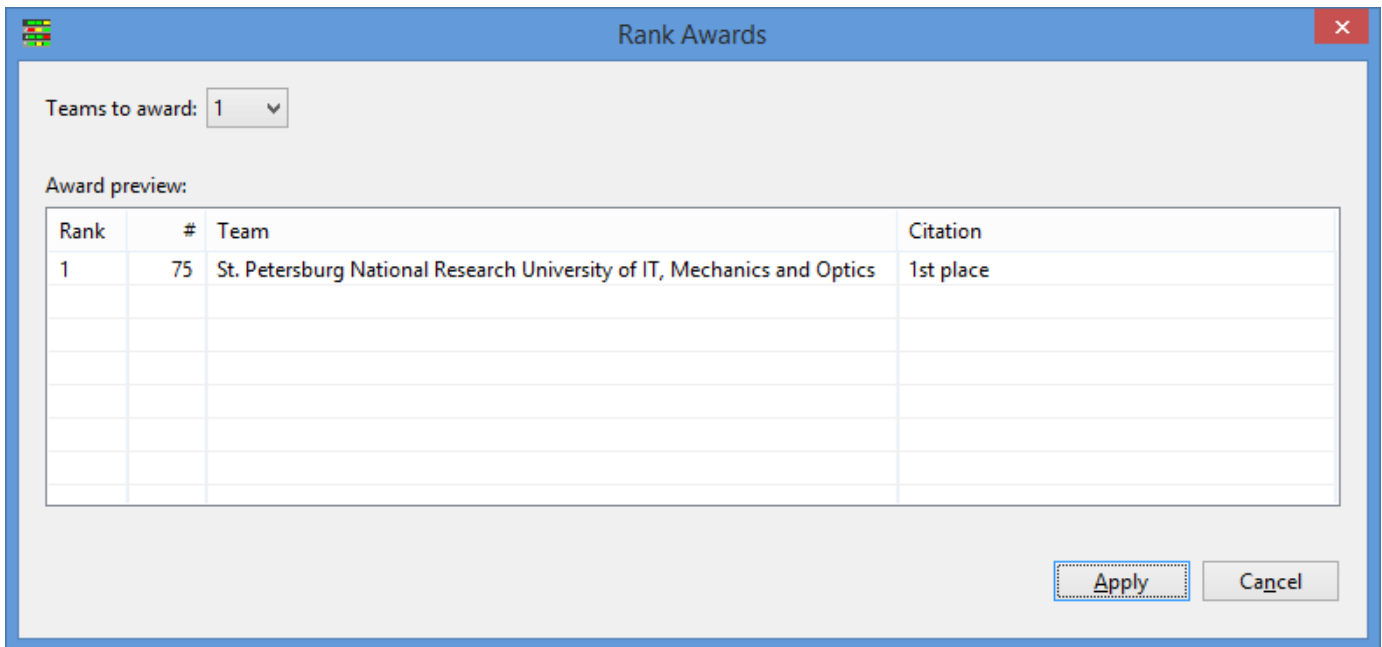 Rank Awards
Teams to award: 1
Award preview:
Rank # Team Citation
1 75 St. Petersburg National Research University of IT, Mechanics and Optics 1st place
Apply Cancel